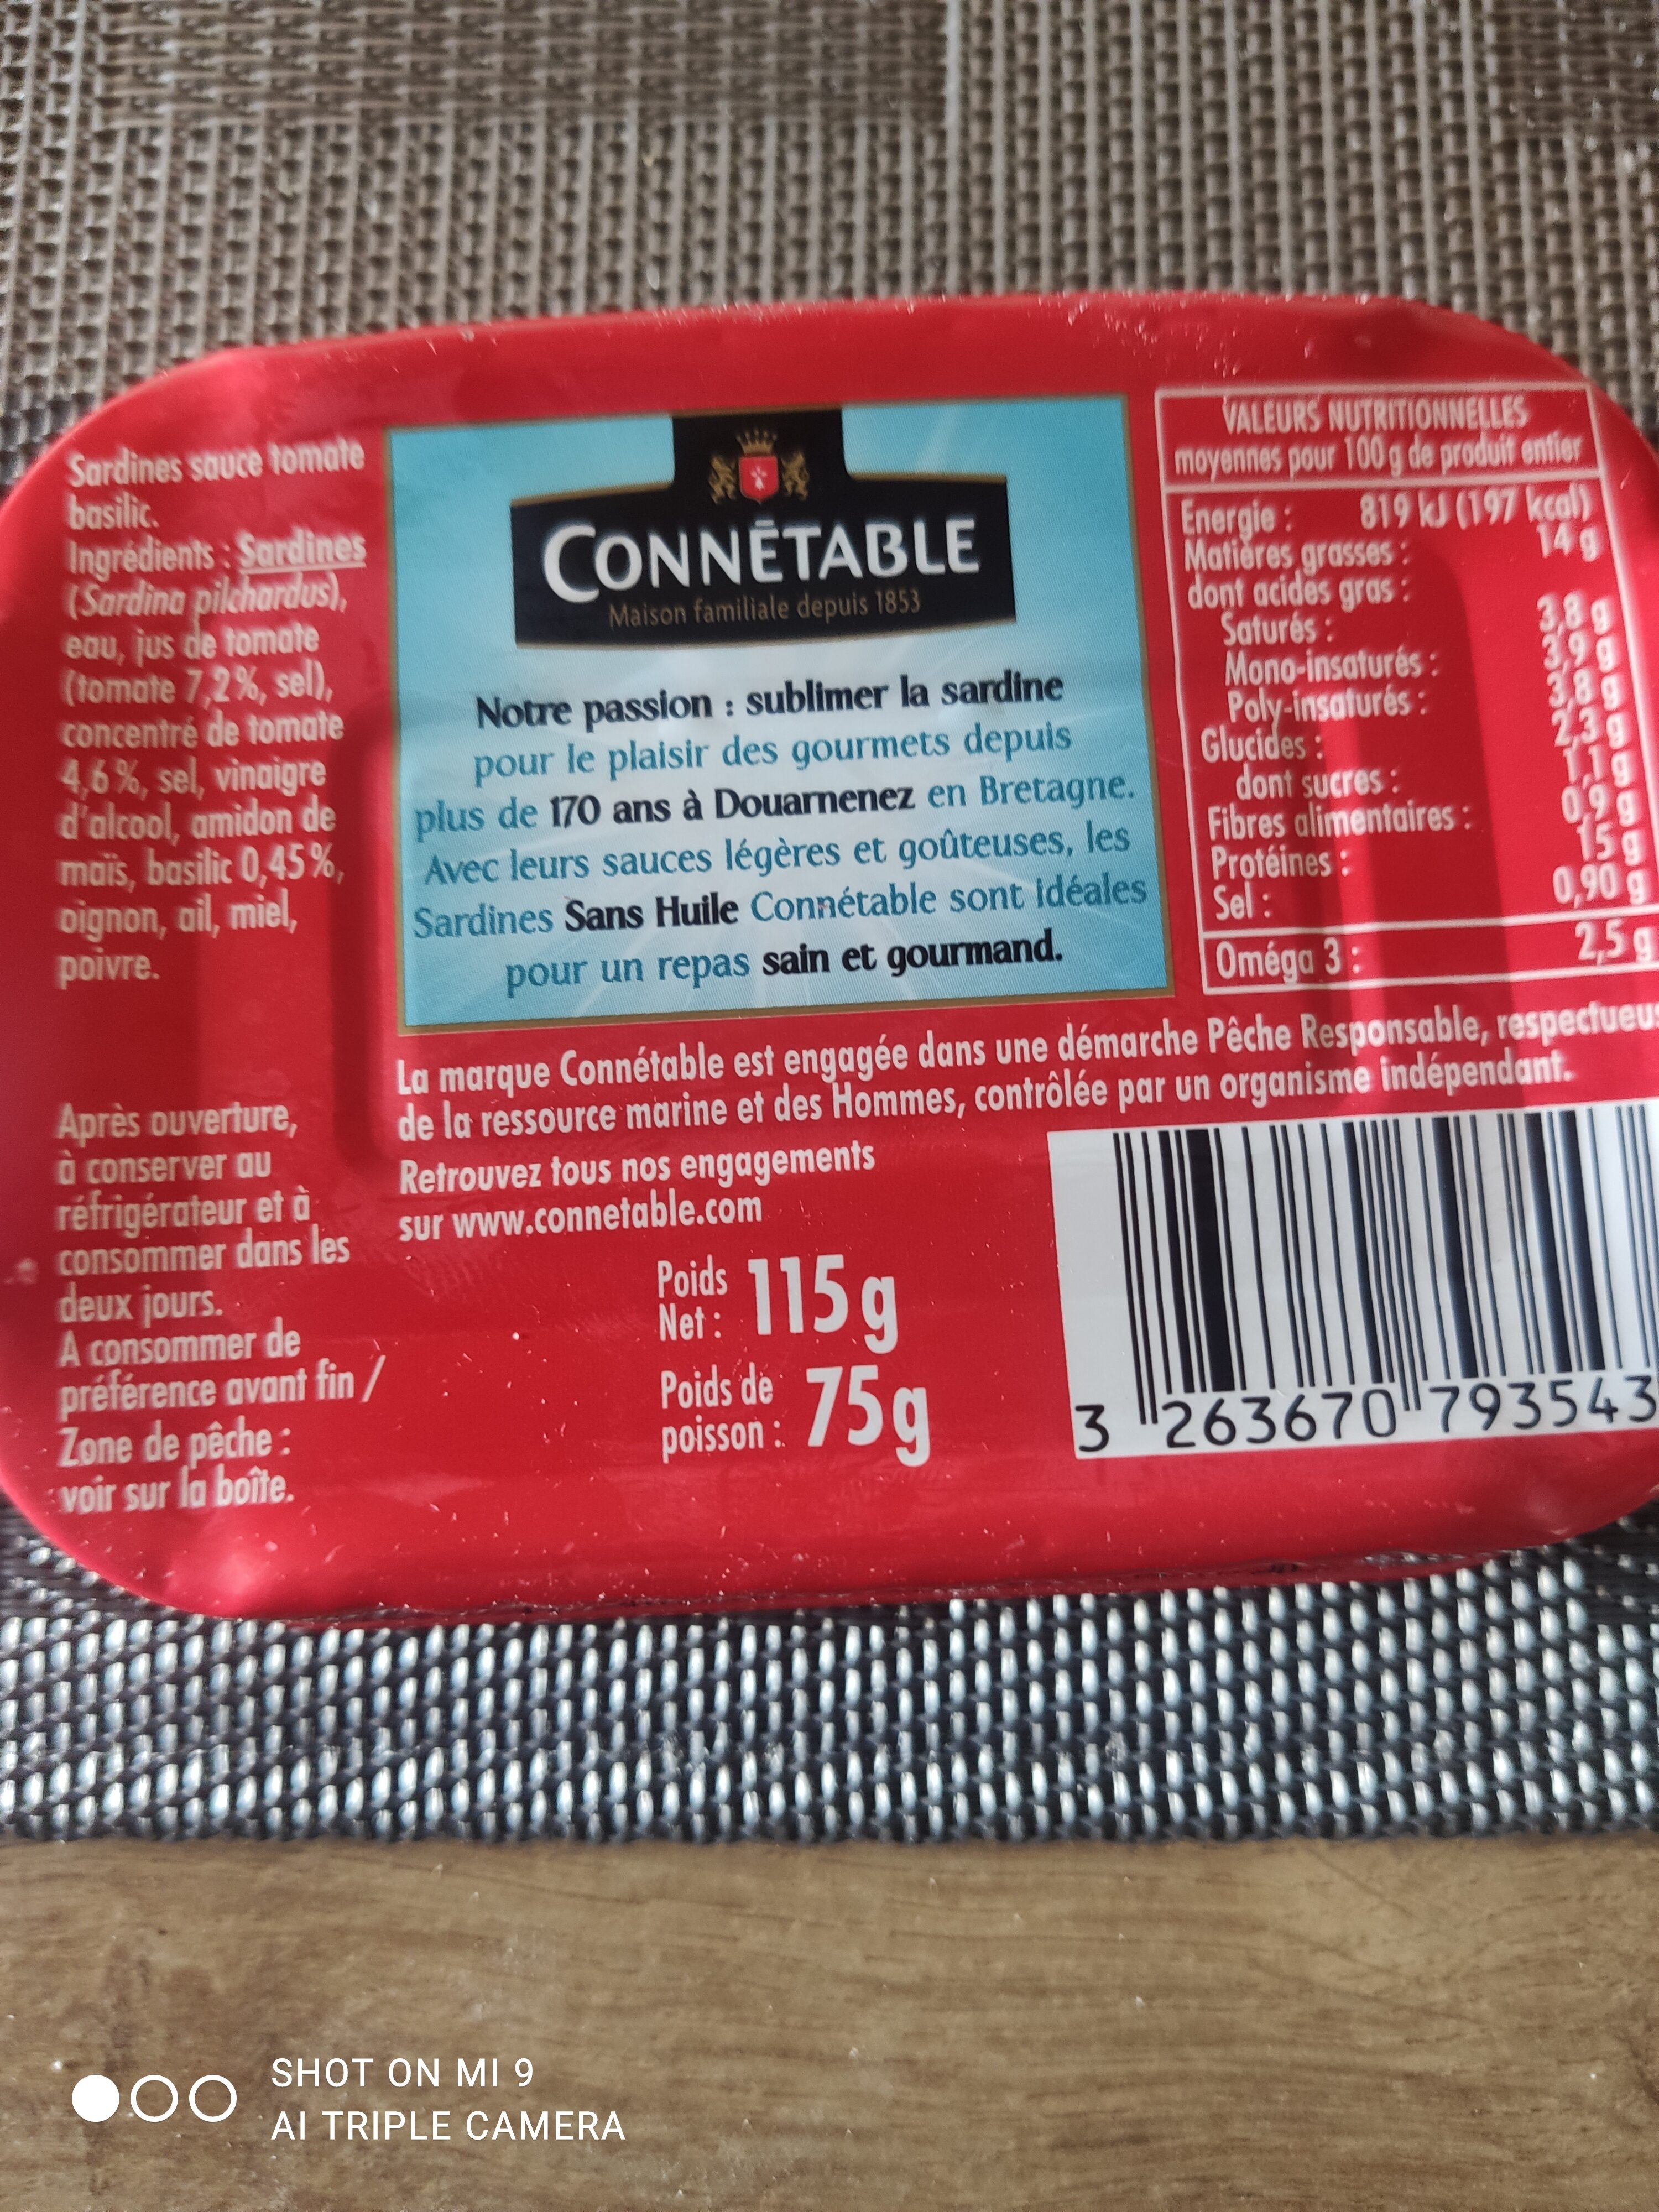 Sardines sauce tomate
basilic.
Ingrédients : Sardines
(Sardina pilchardus),
eau, jus de tomate
(tomate 7,2%, sel),
concentré de tomate
4,6%, sel, vinaigre
d'alcool, amidon de
maïs, basilic 0,45%,
oignon, ail, miel,
poivre.
Après ouverture,
à conserver au
réfrigérateur et à
consommer dans les
deux jours.
A consommer de
préférence avant fin /
Zone de pêche :
voir sur la boîte.
CONNÉTABLE
Maison familiale depuis 1853
Notre passion : sublimer la sardine
pour le plaisir des gourmets depuis
plus de 170 ans à Douarnenez en Bretagne.
Avec leurs sauces légères et goûteuses, les
Sardines Sans Huile Connétable sont idéales
pour un repas sain et gourmand.
VALEURS NUTRITIONNELLES
moyennes pour 100 g de produit entier
Energie : 819 kJ (197 kcal)
Matières grasses : 14 g
dont acides gras :
Saturés : 3,8 g
Mono-insaturés : 3,9 g
Poly-insaturés : 3,8 g
Glucides : 2,3 g
dont sucres : 1,1 g
Fibres alimentaires : 0,9 g
Protéines : 15 g
Sel : 0,90 g
Oméga 3 : 2,5 g
La marque Connétable est engagée dans une démarche Pêche Responsable, respectueus
de la ressource marine et des Hommes, contrôlée par un organisme indépendant.
Retrouvez tous nos engagements
sur www.connetable.com
Poids
Net : 115 g
Poids de
poisson : 75 g
3 263670 793543
SHOT ON MI 9
AI TRIPLE CAMERA